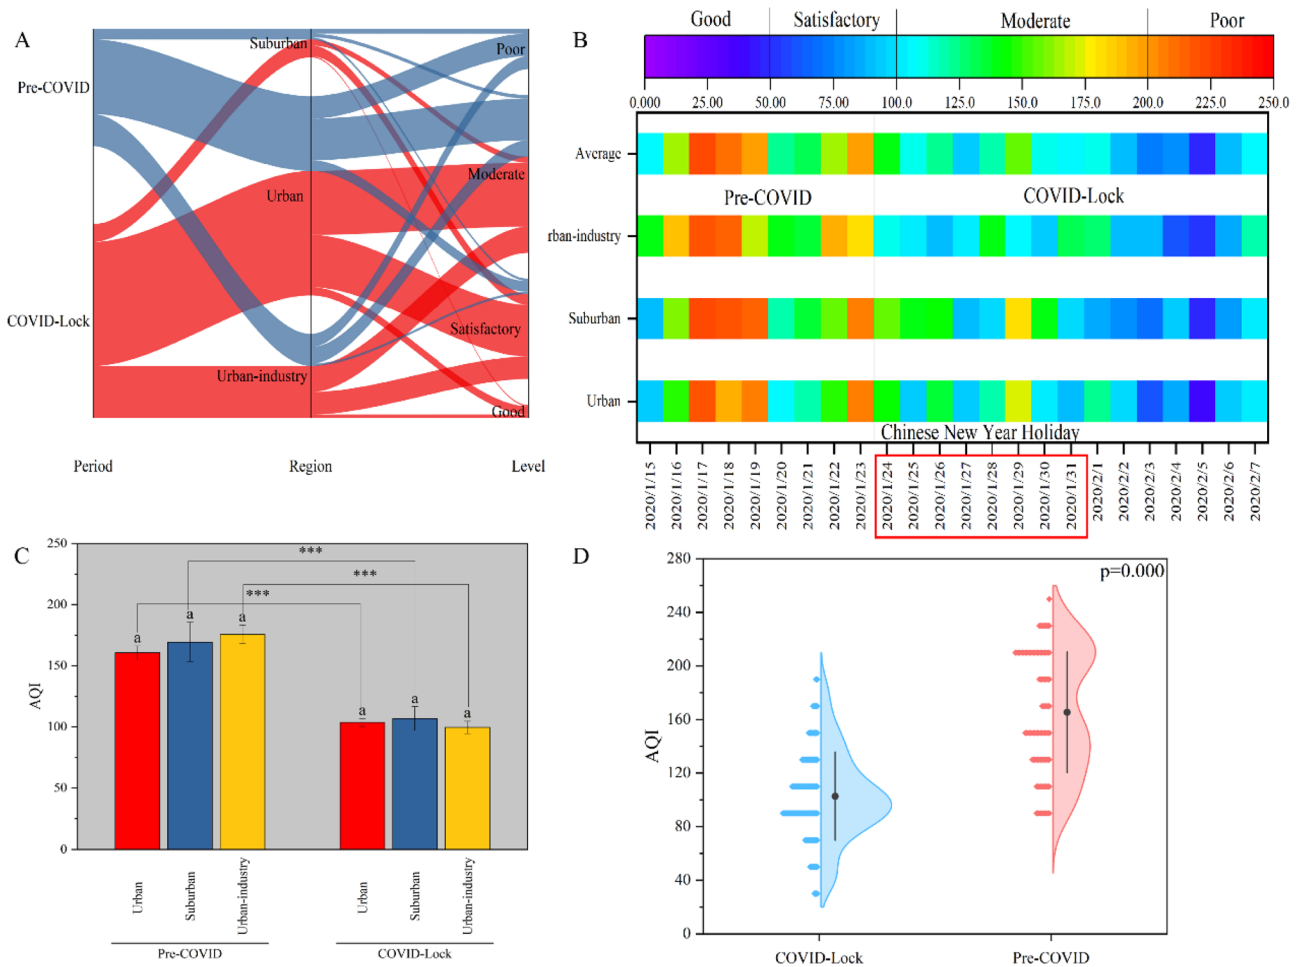 A
Pre-COVID
COVID-Lock
Suburban
Urban
Urban-industry
Poor
Moderate
Satisfactory
Good
Period
Region
Level
B
Good
Satisfactory
Moderate
Poor
0.000
25.00
50.00
75.00
100.0
125.0
150.0
175.0
200.0
225.0
250.0
Average
Pre-COVID
COVID-Lock
rban-industry
Suburban
Urban
Chinese New Year Holiday
2020/1/15
2020/1/16
2020/1/17
2020/1/18
2020/1/19
2020/1/20
2020/1/21
2020/1/22
2020/1/23
2020/1/24
2020/1/25
2020/1/26
2020/1/27
2020/1/28
2020/1/29
2020/1/30
2020/1/31
2020/2/1
2020/2/2
2020/2/3
2020/2/4
2020/2/5
2020/2/6
2020/2/7
C
250
200
150
100
50
0
AQI
***
***
***
a
a
a
a
a
a
Urban
Suburban
Urban-industry
Urban
Suburban
Urban-industry
Pre-COVID
COVID-Lock
D
280
240
200
160
120
80
40
0
AQI
p=0.000
COVID-Lock
Pre-COVID